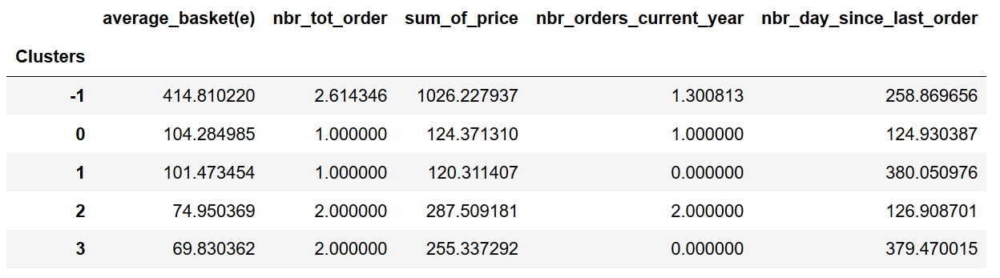 average_basket(e) nbr_tot_order sum_of_price nbr_orders_current_year nbr_day_since_last_order
Clusters
-1 414.810220 2.614346 1026.227937 1.300813 258.869656
0 104.284985 1.000000 124.371310 1.000000 124.930387
1 101.473454 1.000000 120.311407 0.000000 380.050976
2 74.950369 2.000000 287.509181 2.000000 126.908701
3 69.830362 2.000000 255.337292 0.000000 379.470015